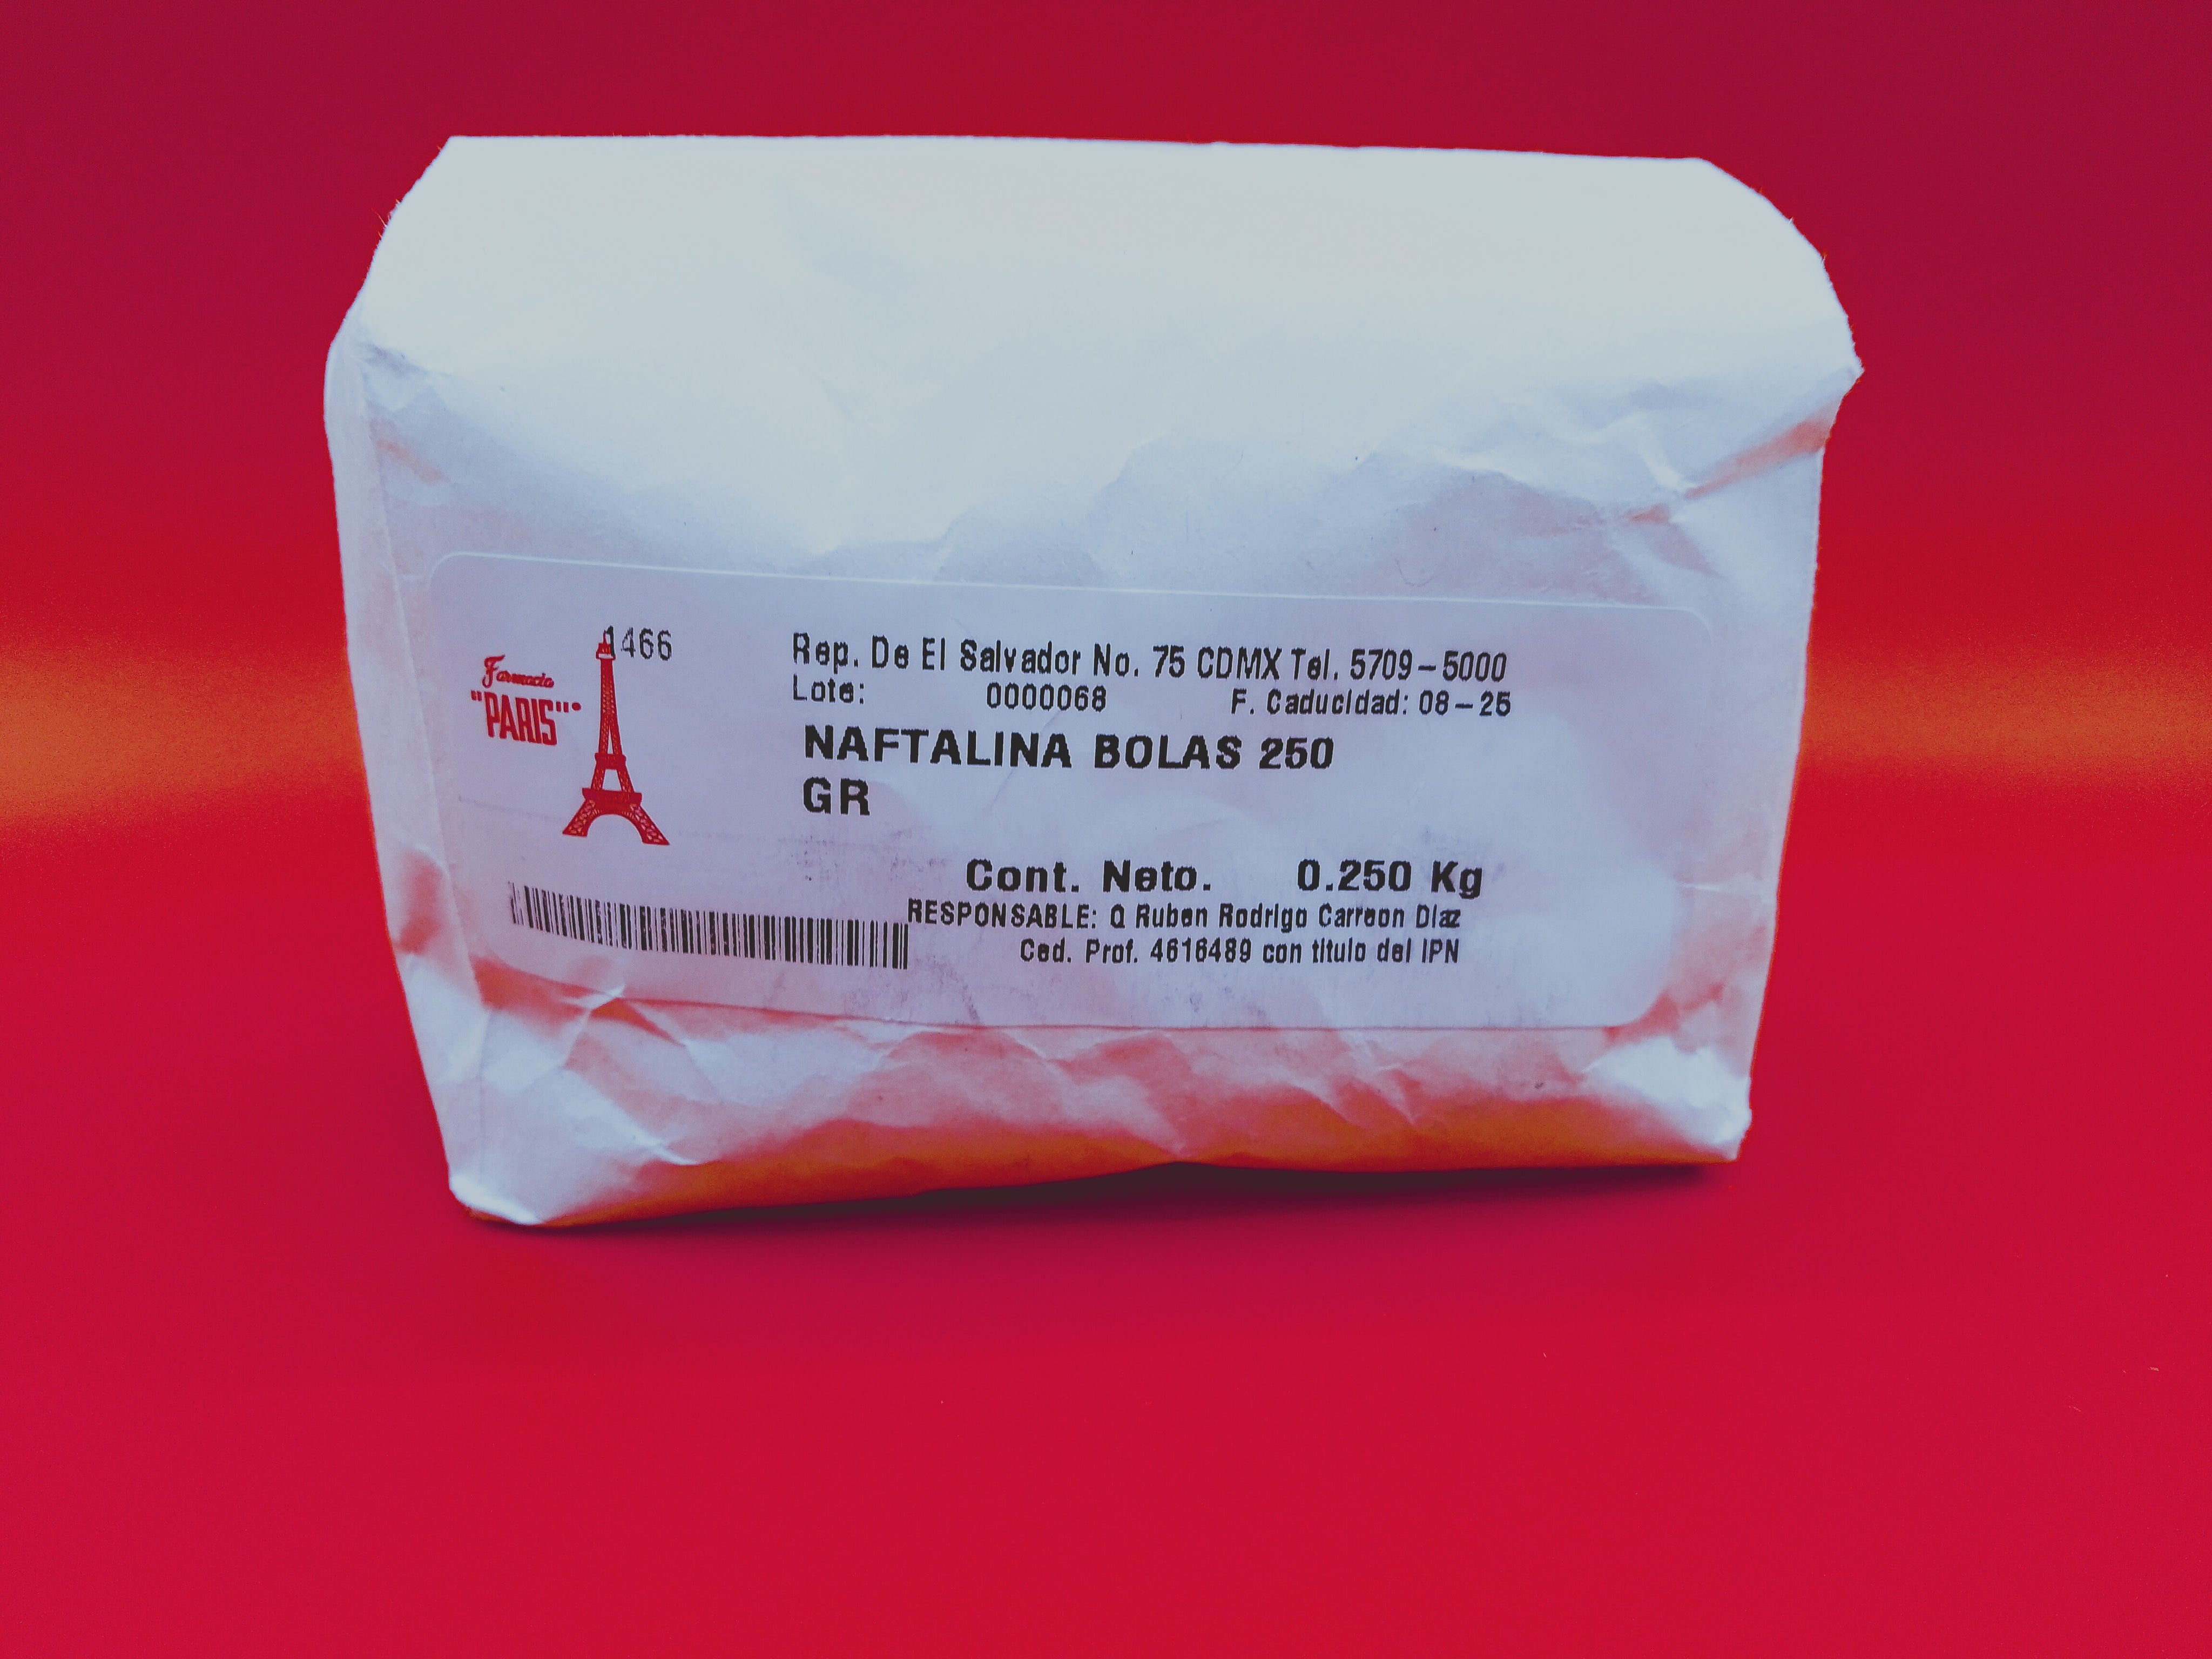 1466
Farmacia
"PARIS"
Rep. De El Salvador No. 75 CDMX Tel. 5709-5000
Lote: 0000068 F. Caducidad: 08-25
NAFTALINA BOLAS 250
GR
Cont. Neto. 0.250 Kg
RESPONSABLE: Q Ruben Rodrigo Carreon Diaz
Ced. Prof. 4616489 con titulo del IPN